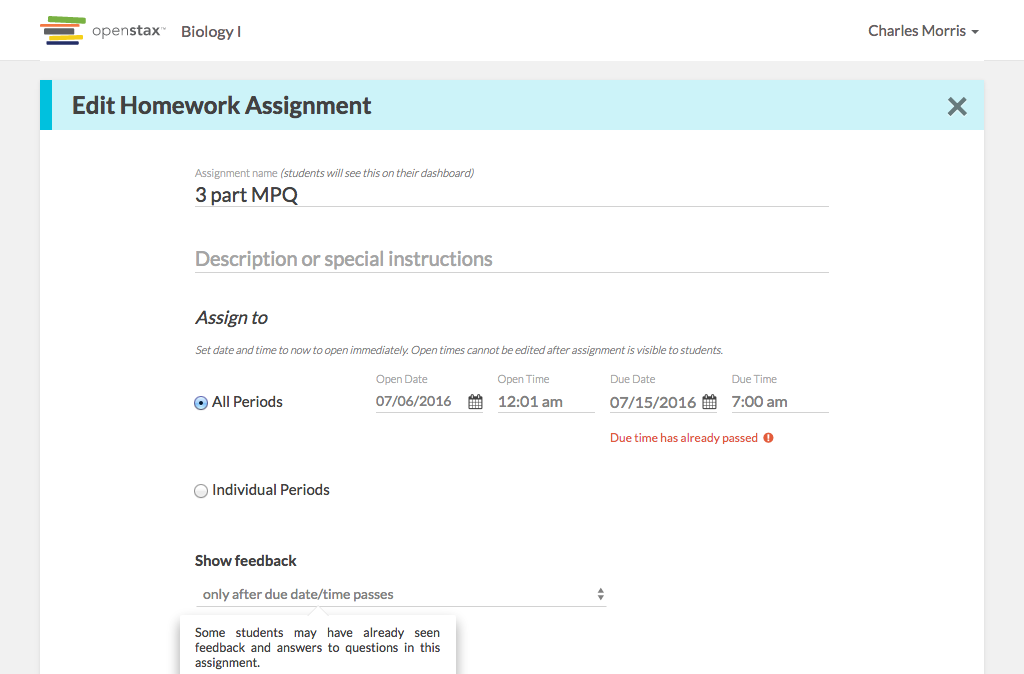 openstax™ Biology I Charles Morris
Edit Homework Assignment
Assignment name (students will see this on their dashboard)
3 part MPQ
Description or special instructions
Assign to
Set date and time to now to open immediately. Open times cannot be edited after assignment is visible to students.
Open Date Open Time Due Date Due Time
All Periods 07/06/2016 12:01 am 07/15/2016 7:00 am
Due time has already passed
Individual Periods
Show feedback
only after due date/time passes
Some students may have already seen
feedback and answers to questions in this
assignment.